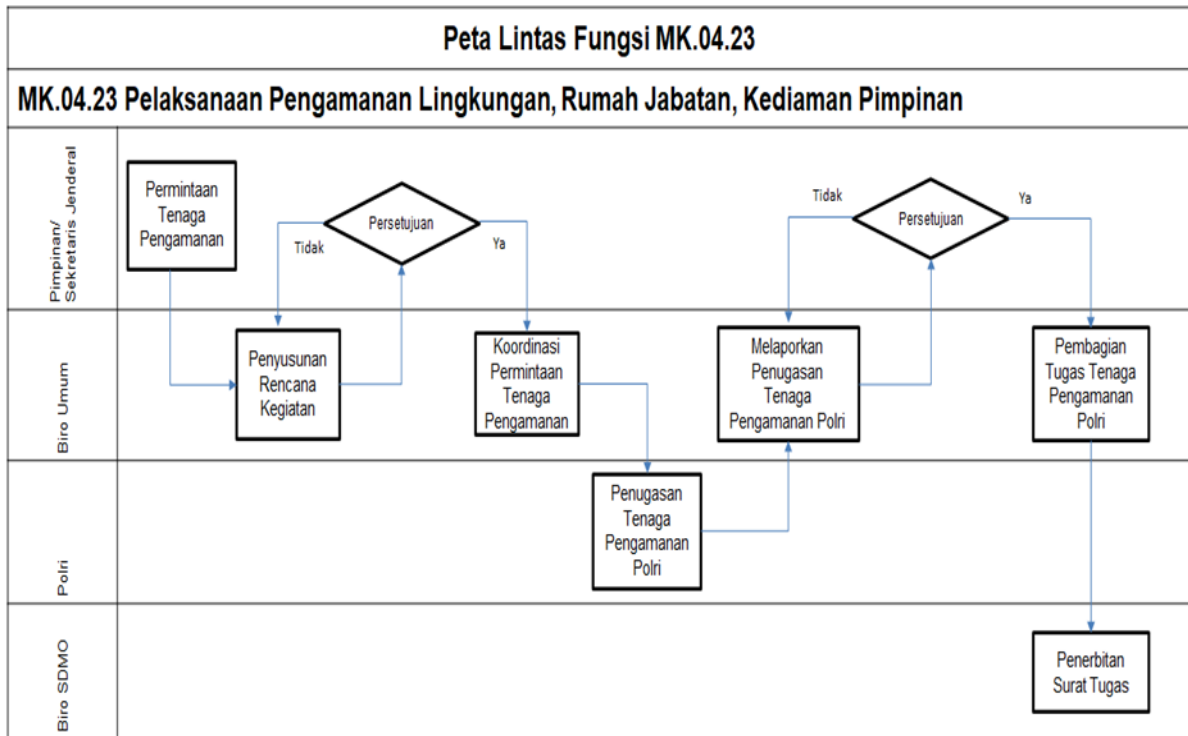 Peta Lintas Fungsi MK.04.23
MK.04.23 Pelaksanaan Pengamanan Lingkungan, Rumah Jabatan, Kediaman Pimpinan
Pimpinan/
Sekretaris Jenderal
Permintaan
Tenaga
Pengamanan
Persetujuan
Tidak
Ya
Persetujuan
Tidak
Ya
Biro Umum
Penyusunan
Rencana
Kegiatan
Koordinasi
Permintaan
Tenaga
Pengamanan
Melaporkan
Penugasan
Tenaga
Pengamanan Polri
Pembagian
Tugas Tenaga
Pengamanan
Polri
Polri
Penugasan
Tenaga
Pengamanan
Polri
Biro SDMO
Penerbitan
Surat Tugas